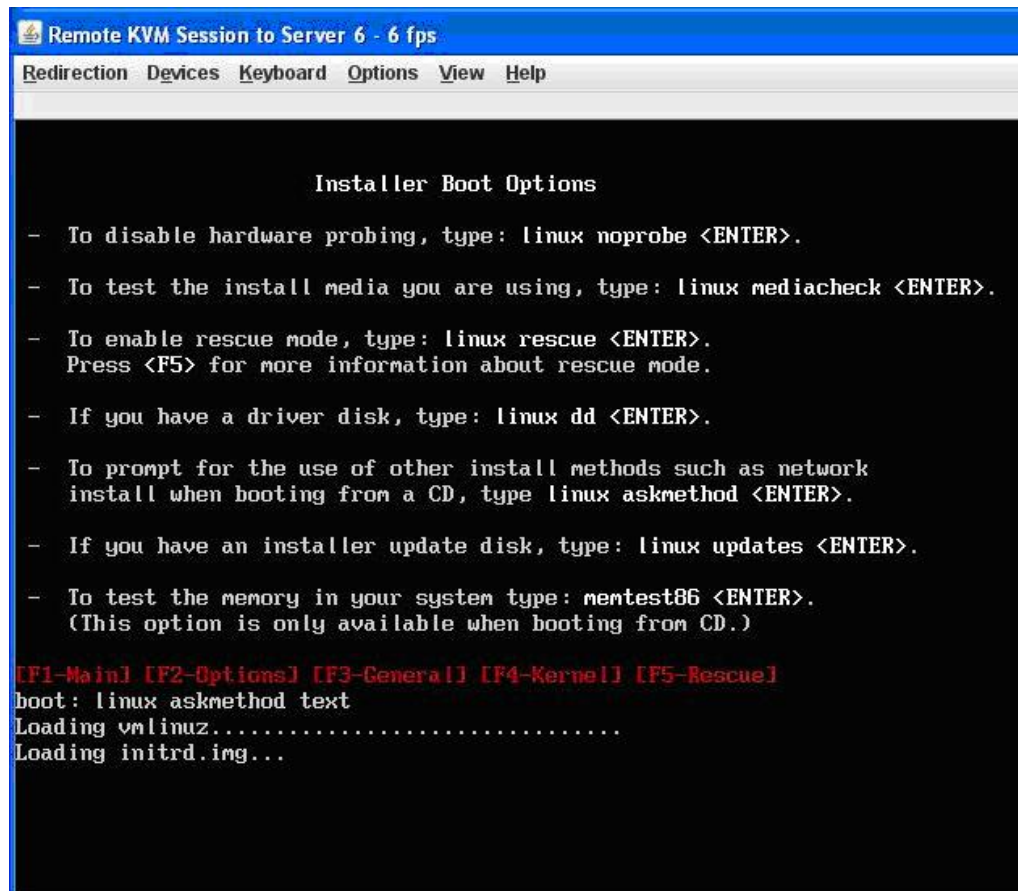 Remote KVM Session to Server 6 - 6 fps
Redirection Devices Keyboard Options View Help
Installer Boot Options
- To disable hardware probing, type: linux noprobe <ENTER>.
- To test the install media you are using, type: linux mediacheck <ENTER>.
- To enable rescue mode, type: linux rescue <ENTER>.
Press <F5> for more information about rescue mode.
- If you have a driver disk, type: linux dd <ENTER>.
- To prompt for the use of other install methods such as network
install when booting from a CD, type linux askmethod <ENTER>.
- If you have an installer update disk, type: linux updates <ENTER>.
- To test the memory in your system type: memtest86 <ENTER>.
(This option is only available when booting from CD.)
[F1-Main] [F2-Options] [F3-General] [F4-Kernel] [F5-Rescue]
boot: linux askmethod text
Loading vmlinuz................................
Loading initrd.img...